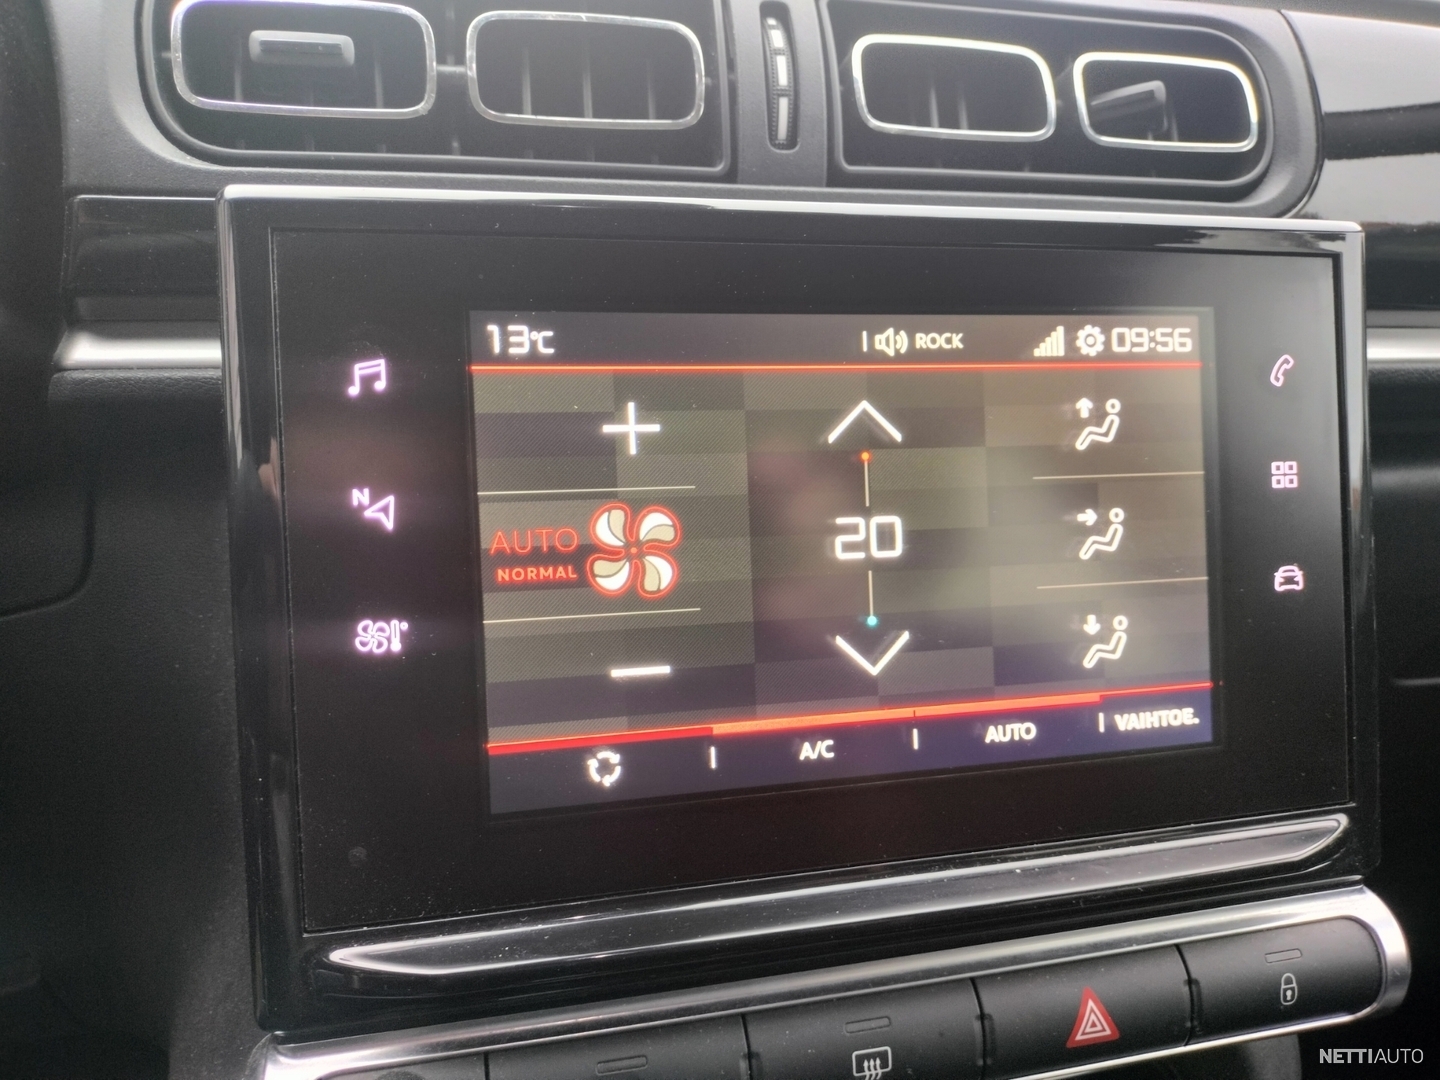 13°C
ROCK
09:56
N
AUTO
NORMAL
20
A/C
AUTO
VAIHTOE.
NETTIAUTO